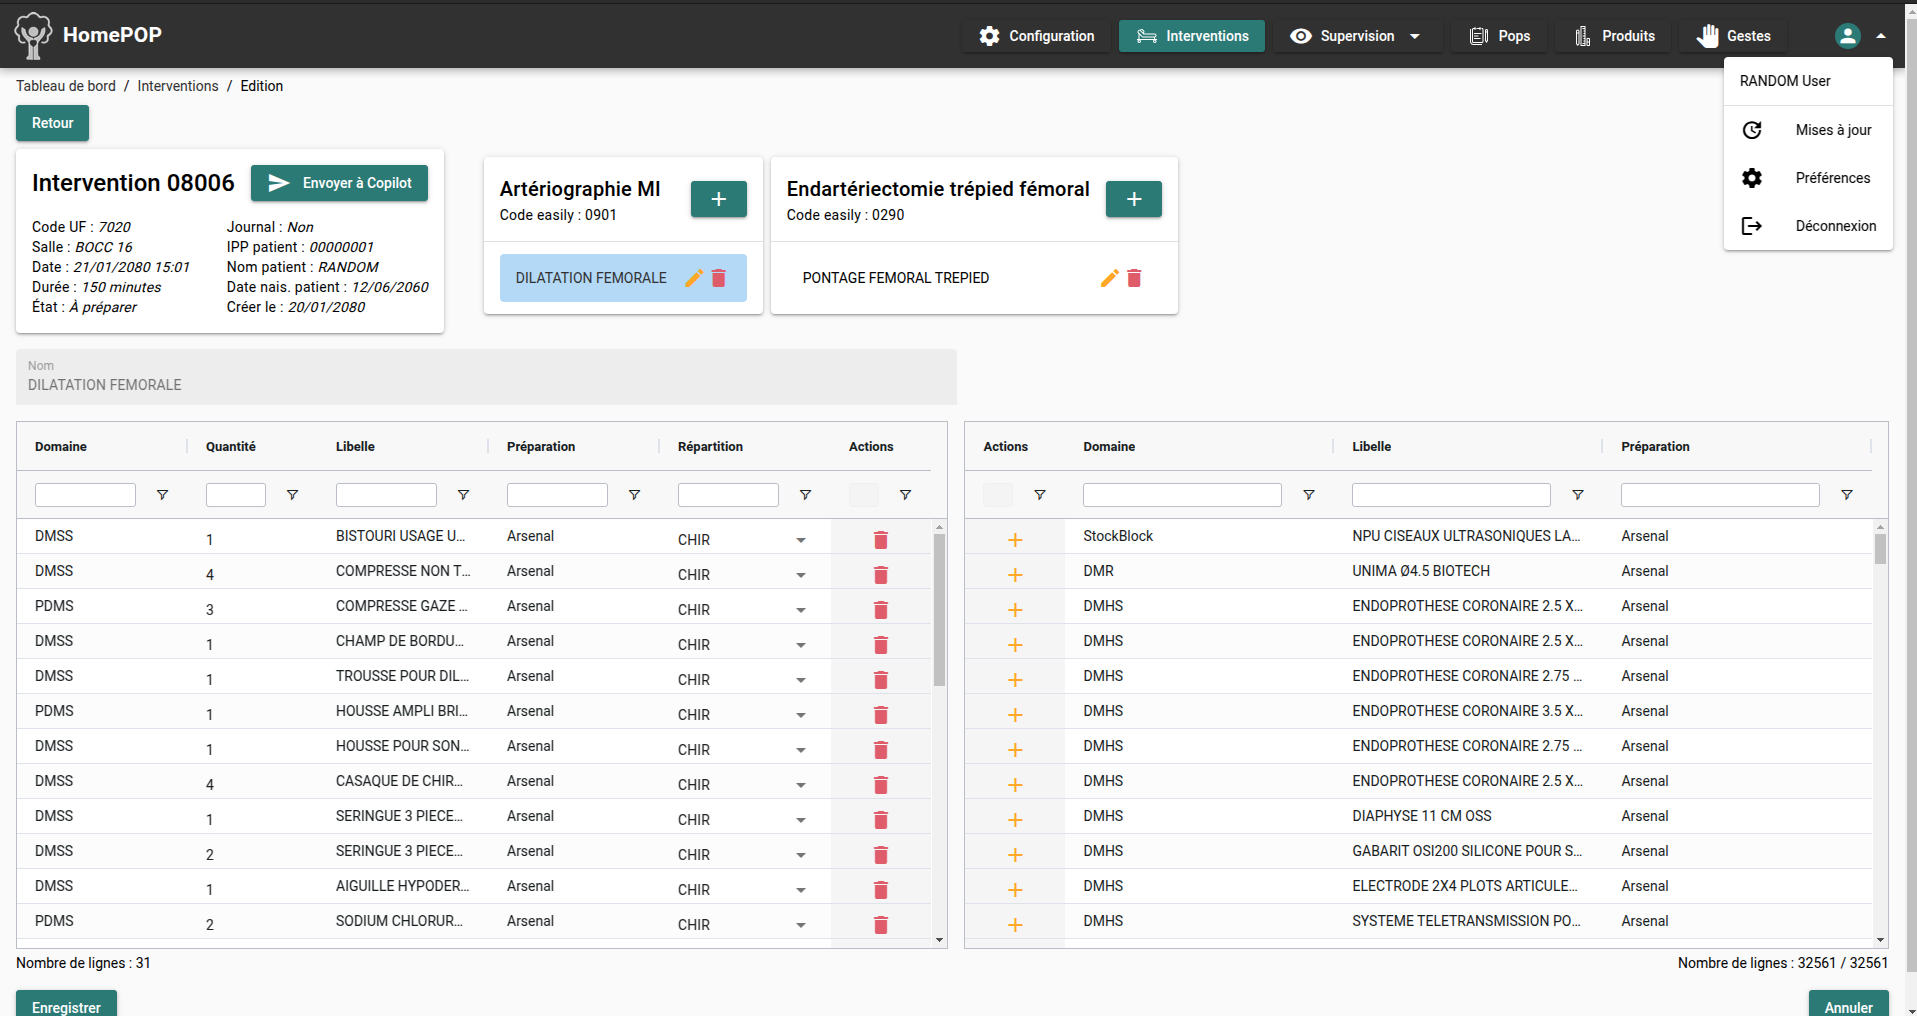 HomePOP
Configuration
Interventions
Supervision
Pops
Produits
Gestes
RANDOM User
Mises à jour
Préférences
Déconnexion
Tableau de bord / Interventions / Edition
Retour
Intervention 08006
Envoyer à Copilot
Code UF : 7020
Salle : BOCC 16
Date : 21/01/2080 15:01
Durée : 150 minutes
État : À préparer
Journal : Non
IPP patient : 00000001
Nom patient : RANDOM
Date nais. patient : 12/06/2060
Créer le : 20/01/2080
Artériographie MI
Code easily : 0901
DILATATION FEMORALE
Endartériectomie trépied fémoral
Code easily : 0290
PONTAGE FEMORAL TREPIED
Nom
DILATATION FEMORALE
Domaine Quantité Libelle Préparation Répartition Actions
DMSS 1 BISTOURI USAGE U... Arsenal CHIR
DMSS 4 COMPRESSE NON T... Arsenal CHIR
PDMS 3 COMPRESSE GAZE ... Arsenal CHIR
DMSS 1 CHAMP DE BORDU... Arsenal CHIR
DMSS 1 TROUSSE POUR DIL... Arsenal CHIR
PDMS 1 HOUSSE AMPLI BRI... Arsenal CHIR
DMSS 1 HOUSSE POUR SON... Arsenal CHIR
DMSS 4 CASAQUE DE CHIR... Arsenal CHIR
DMSS 1 SERINGUE 3 PIECE... Arsenal CHIR
DMSS 2 SERINGUE 3 PIECE... Arsenal CHIR
DMSS 1 AIGUILLE HYPODER... Arsenal CHIR
PDMS 2 SODIUM CHLORUR... Arsenal CHIR
Nombre de lignes : 31
Enregistrer
Actions Domaine Libelle Préparation
StockBlock NPU CISEAUX ULTRASONIQUES LA... Arsenal
DMR UNIMA Ø4.5 BIOTECH Arsenal
DMHS ENDOPROTHESE CORONAIRE 2.5 X... Arsenal
DMHS ENDOPROTHESE CORONAIRE 2.5 X... Arsenal
DMHS ENDOPROTHESE CORONAIRE 2.75 ... Arsenal
DMHS ENDOPROTHESE CORONAIRE 3.5 X... Arsenal
DMHS ENDOPROTHESE CORONAIRE 2.75 ... Arsenal
DMHS ENDOPROTHESE CORONAIRE 2.5 X... Arsenal
DMHS DIAPHYSE 11 CM OSS Arsenal
DMHS GABARIT OSI200 SILICONE POUR S... Arsenal
DMHS ELECTRODE 2X4 PLOTS ARTICULE... Arsenal
DMHS SYSTEME TELETRANSMISSION PO... Arsenal
Nombre de lignes : 32561 / 32561
Annuler